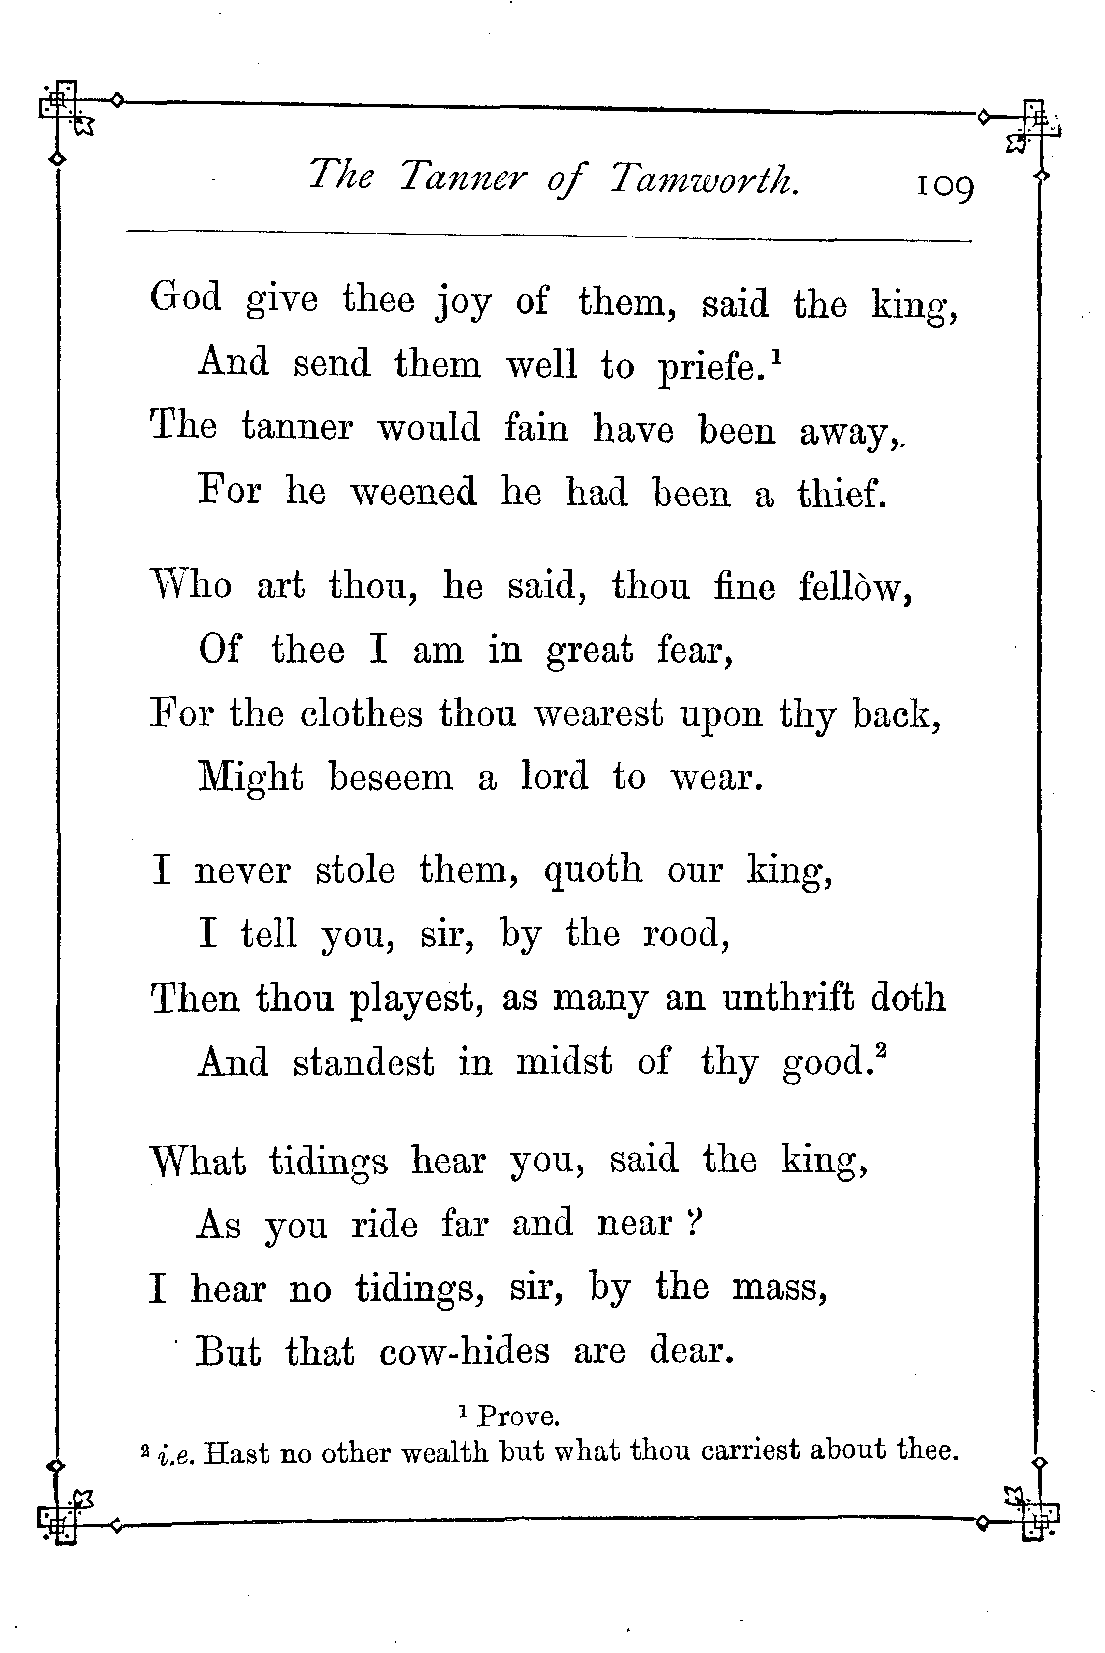 The Tanner of Tamworth. 109
God give thee joy of them, said the king,
And send them well to priefe.¹
The tanner would fain have been away,
For he weened he had been a thief.
Who art thou, he said, thou fine fellòw,
Of thee I am in great fear,
For the clothes thou wearest upon thy back,
Might beseem a lord to wear.
I never stole them, quoth our king,
I tell you, sir, by the rood,
Then thou playest, as many an unthrift doth
And standest in midst of thy good.²
What tidings hear you, said the king,
As you ride far and near ?
I hear no tidings, sir, by the mass,
But that cow-hides are dear.
¹ Prove.
² i.e. Hast no other wealth but what thou carriest about thee.